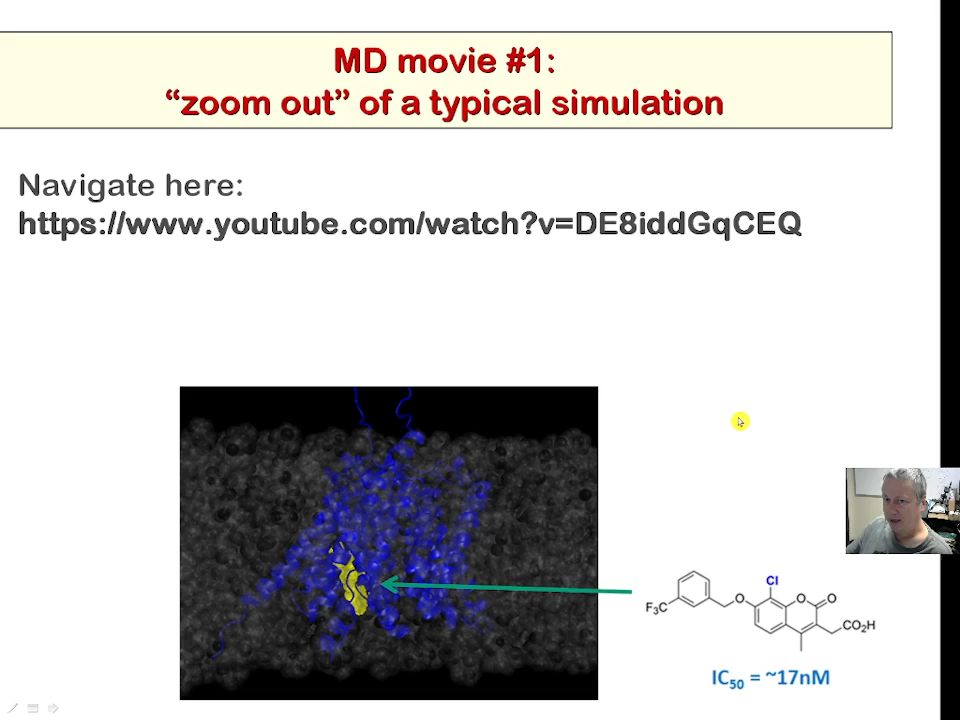 MD movie #1:
“zoom out” of a typical simulation
Navigate here:
https://www.youtube.com/watch?v=DE8iddGqCEQ
Cl
F₃C
O
O
O
CO₂H
IC₅₀ = ~17nM